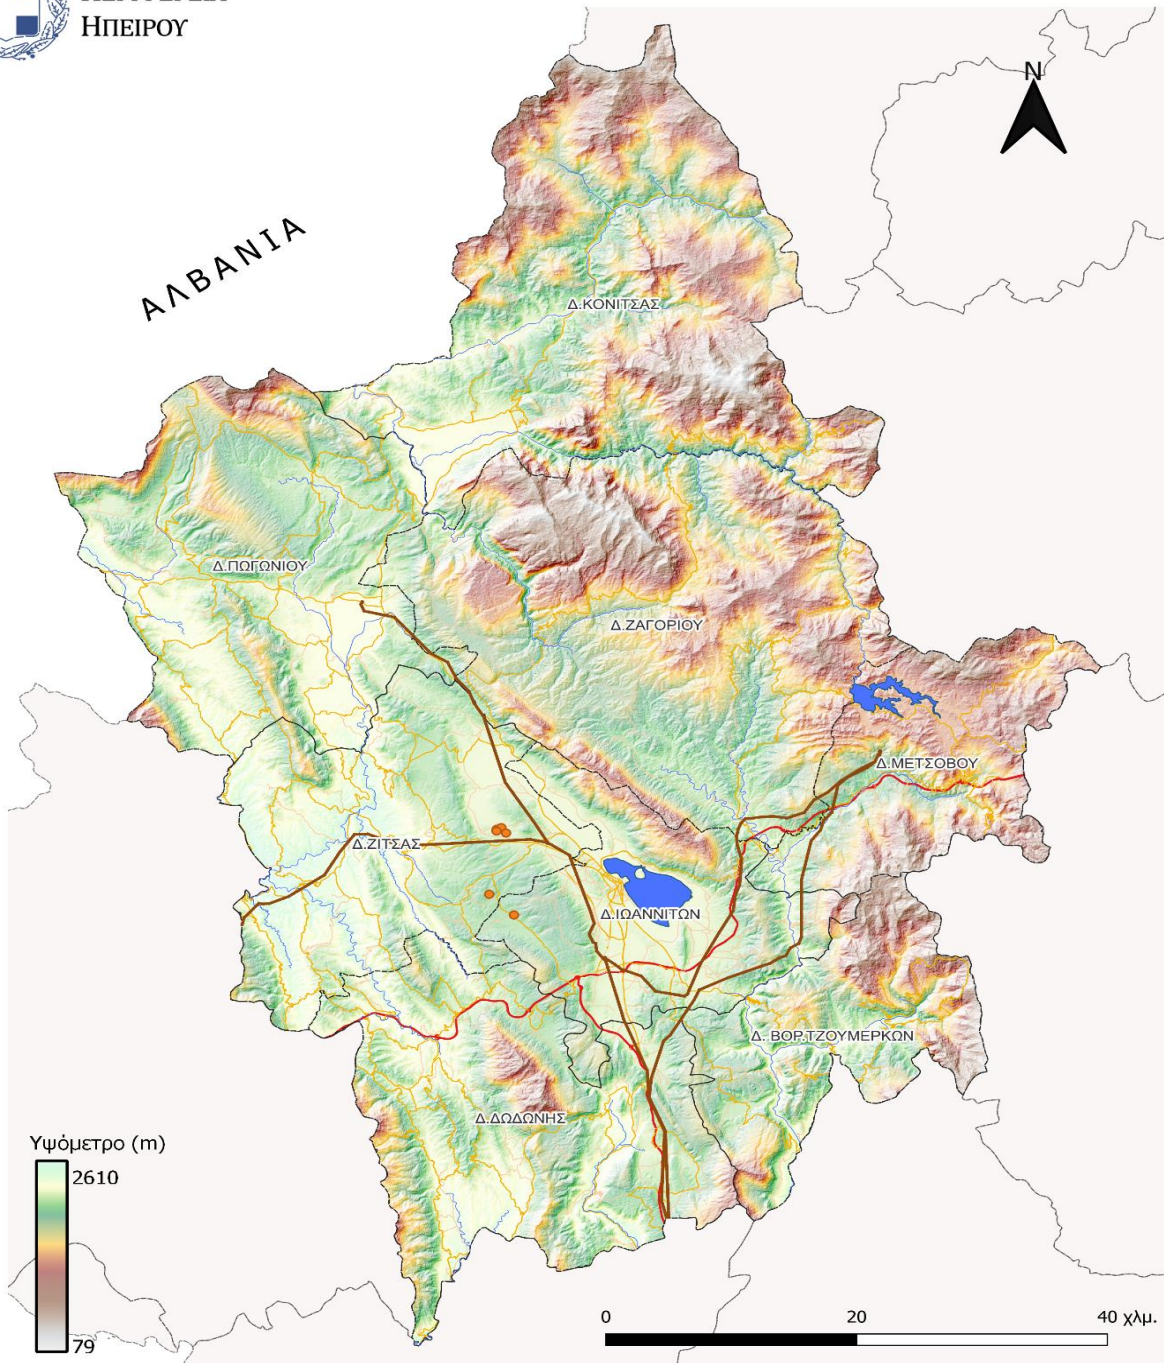 ΗΠΕΙΡΟΥ
N
ΑΛΒΑΝΙΑ
Δ.ΚΟΝΙΤΣΑΣ
Δ.ΠΩΓΩΝΙΟΥ
Δ.ΖΑΓΟΡΙΟΥ
Δ.ΜΕΤΣΟΒΟΥ
Δ.ΖΙΤΣΑΣ
Δ.ΙΩΑΝΝΙΤΩΝ
Δ. ΒΟΡ.ΤΖΟΥΜΕΡΚΩΝ
Δ.ΔΩΔΩΝΗΣ
Υψόμετρο (m)
2610
79
0 20 40 χλμ.